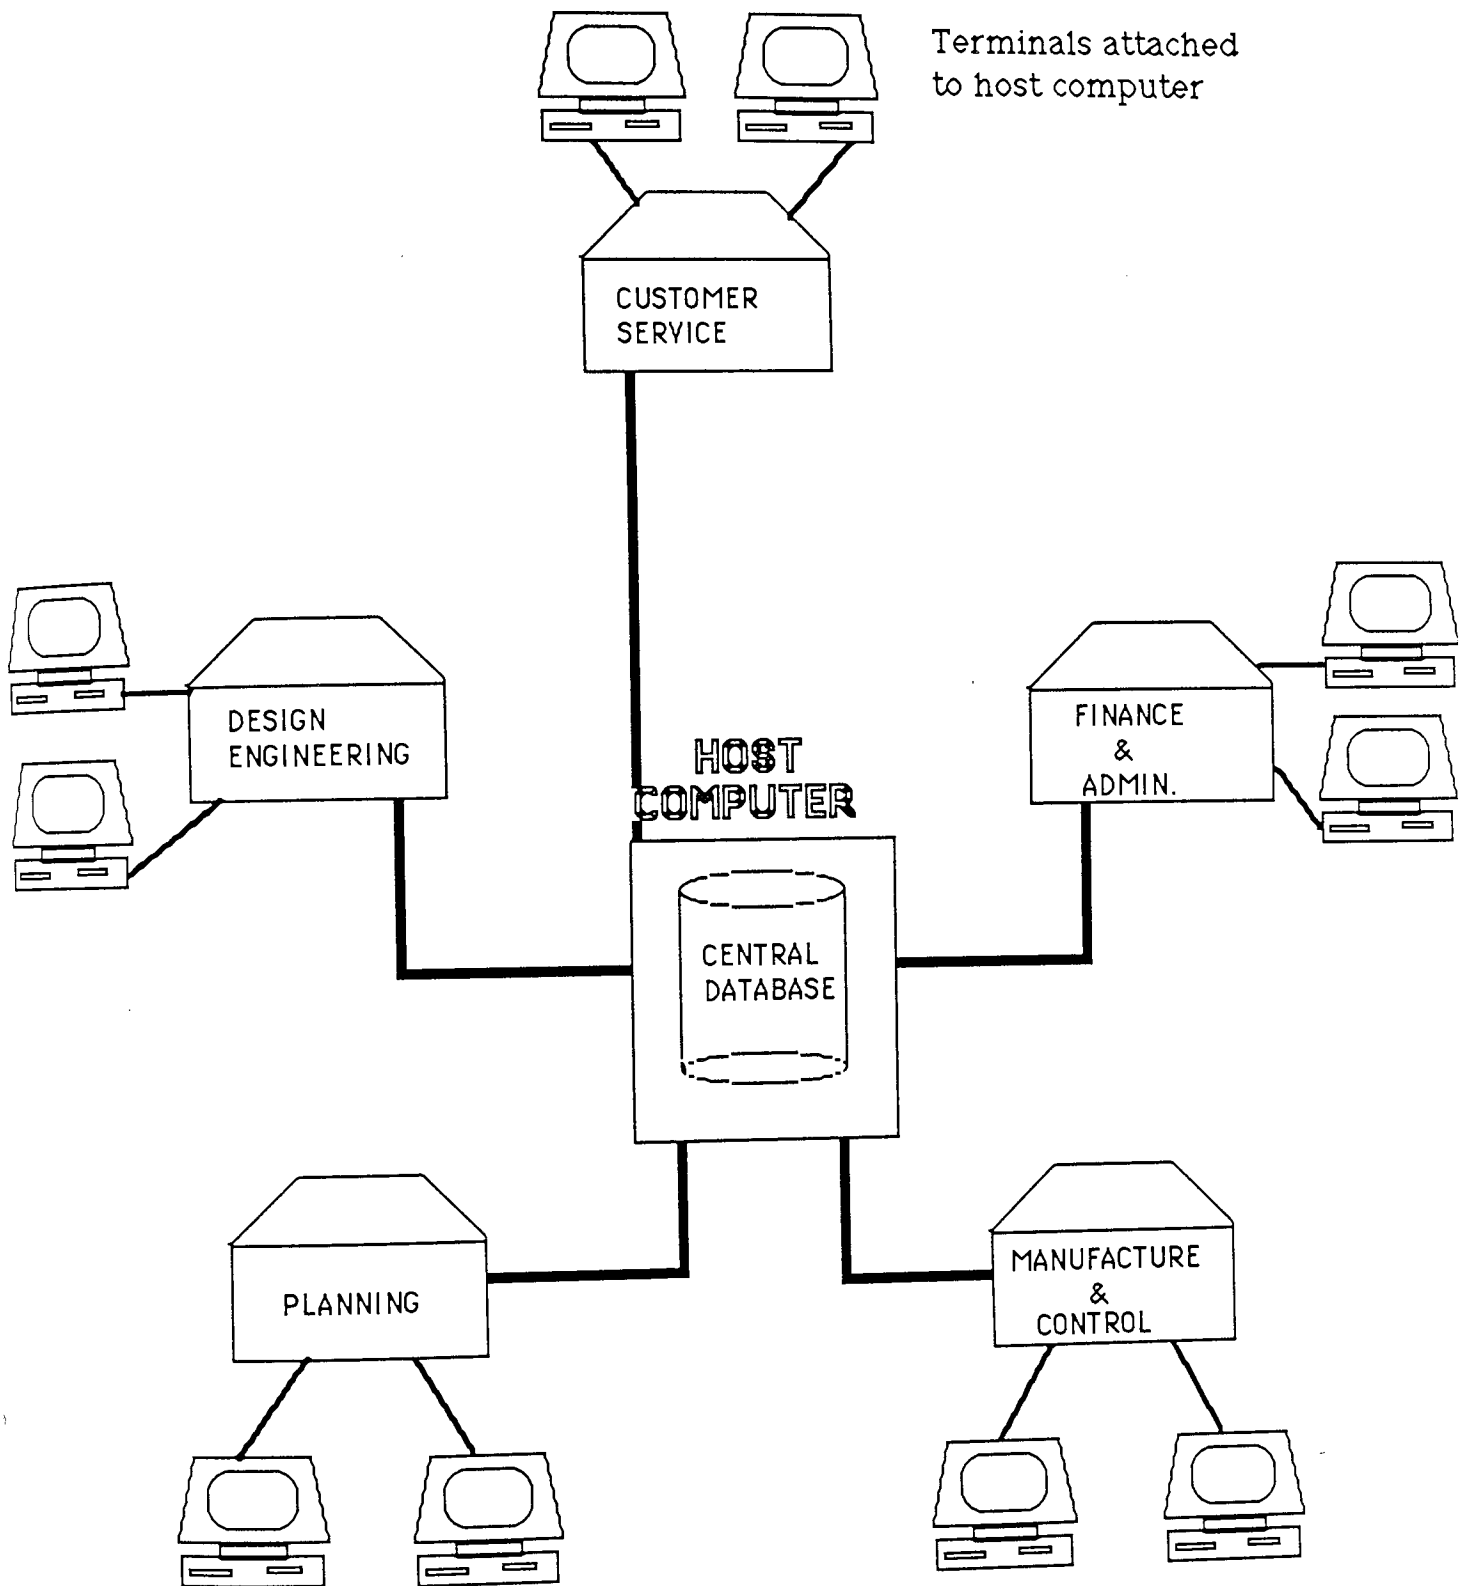 Terminals attached
to host computer
CUSTOMER
SERVICE
DESIGN
ENGINEERING
FINANCE
&
ADMIN.
HOST
COMPUTER
CENTRAL
DATABASE
PLANNING
MANUFACTURE
&
CONTROL